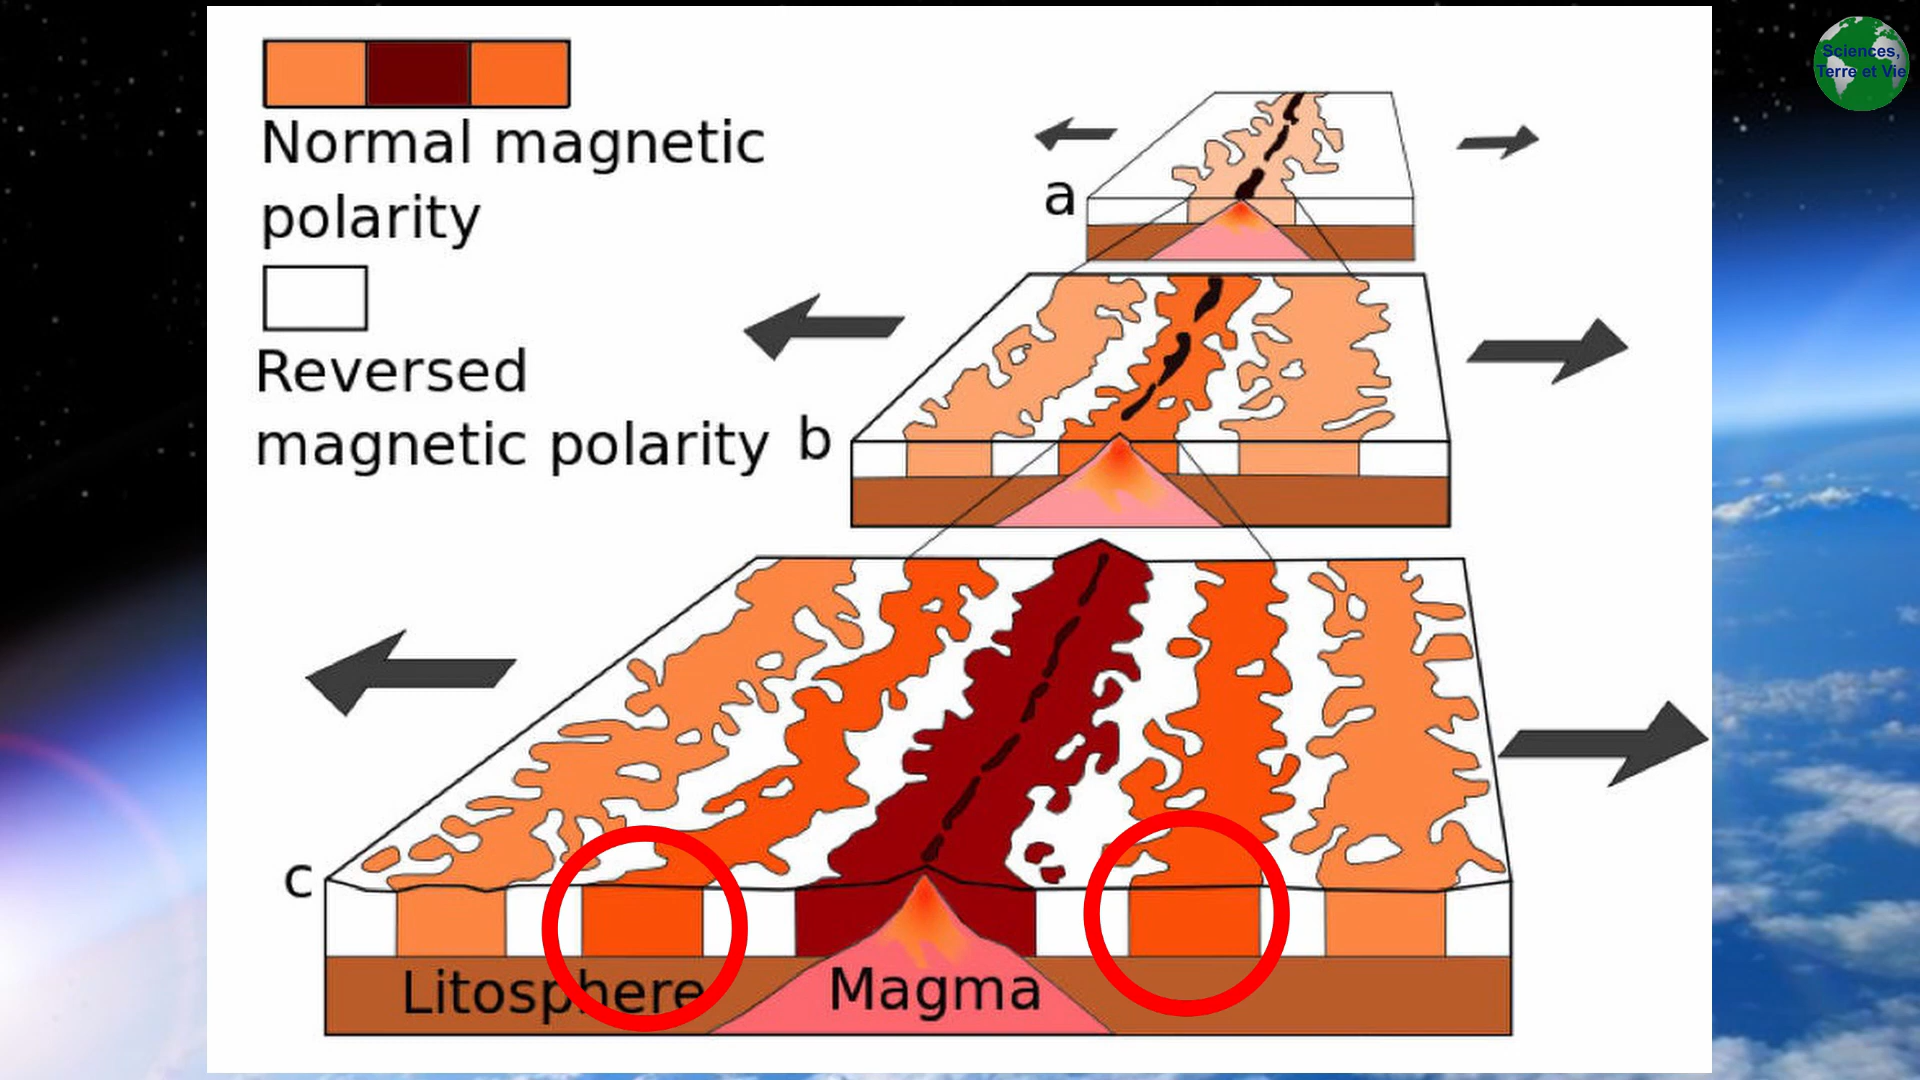 Sciences,
Terre et Vie
Normal magnetic
polarity
Reversed
magnetic polarity
a
b
c
Litosphere
Magma